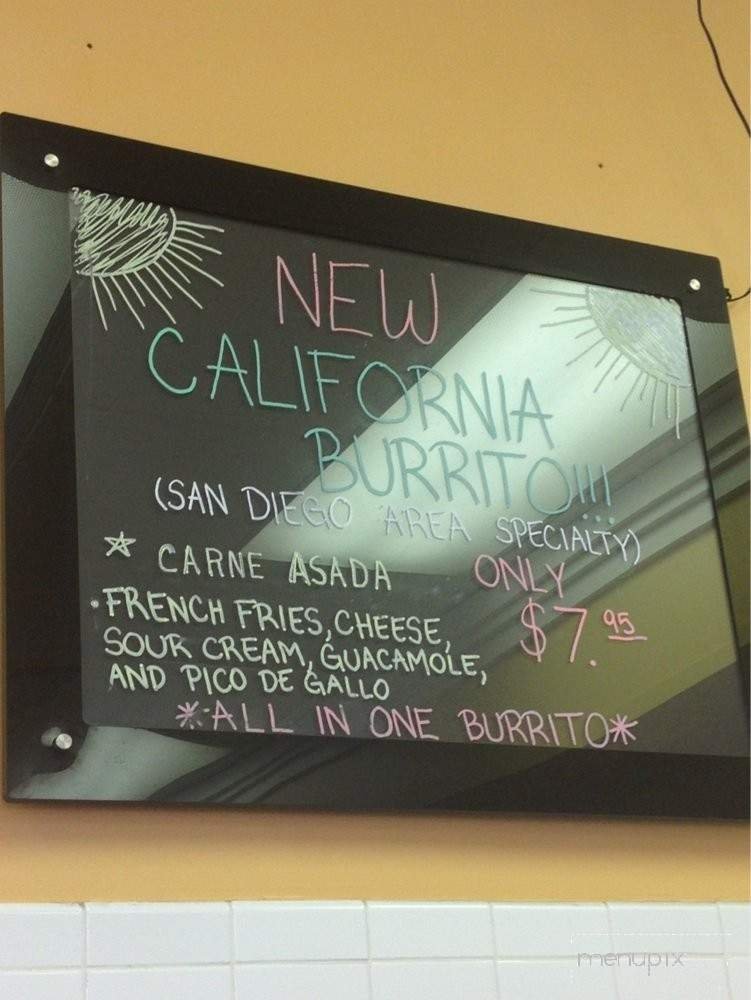 NEW
CALIFORNIA
BURRITO!!!
(SAN DIEGO AREA SPECIALTY)
☆ CARNE ASADA
ONLY
$7.95
•FRENCH FRIES, CHEESE,
SOUR CREAM, GUACAMOLE,
AND PICO DE GALLO
*ALL IN ONE BURRITO*
menupix